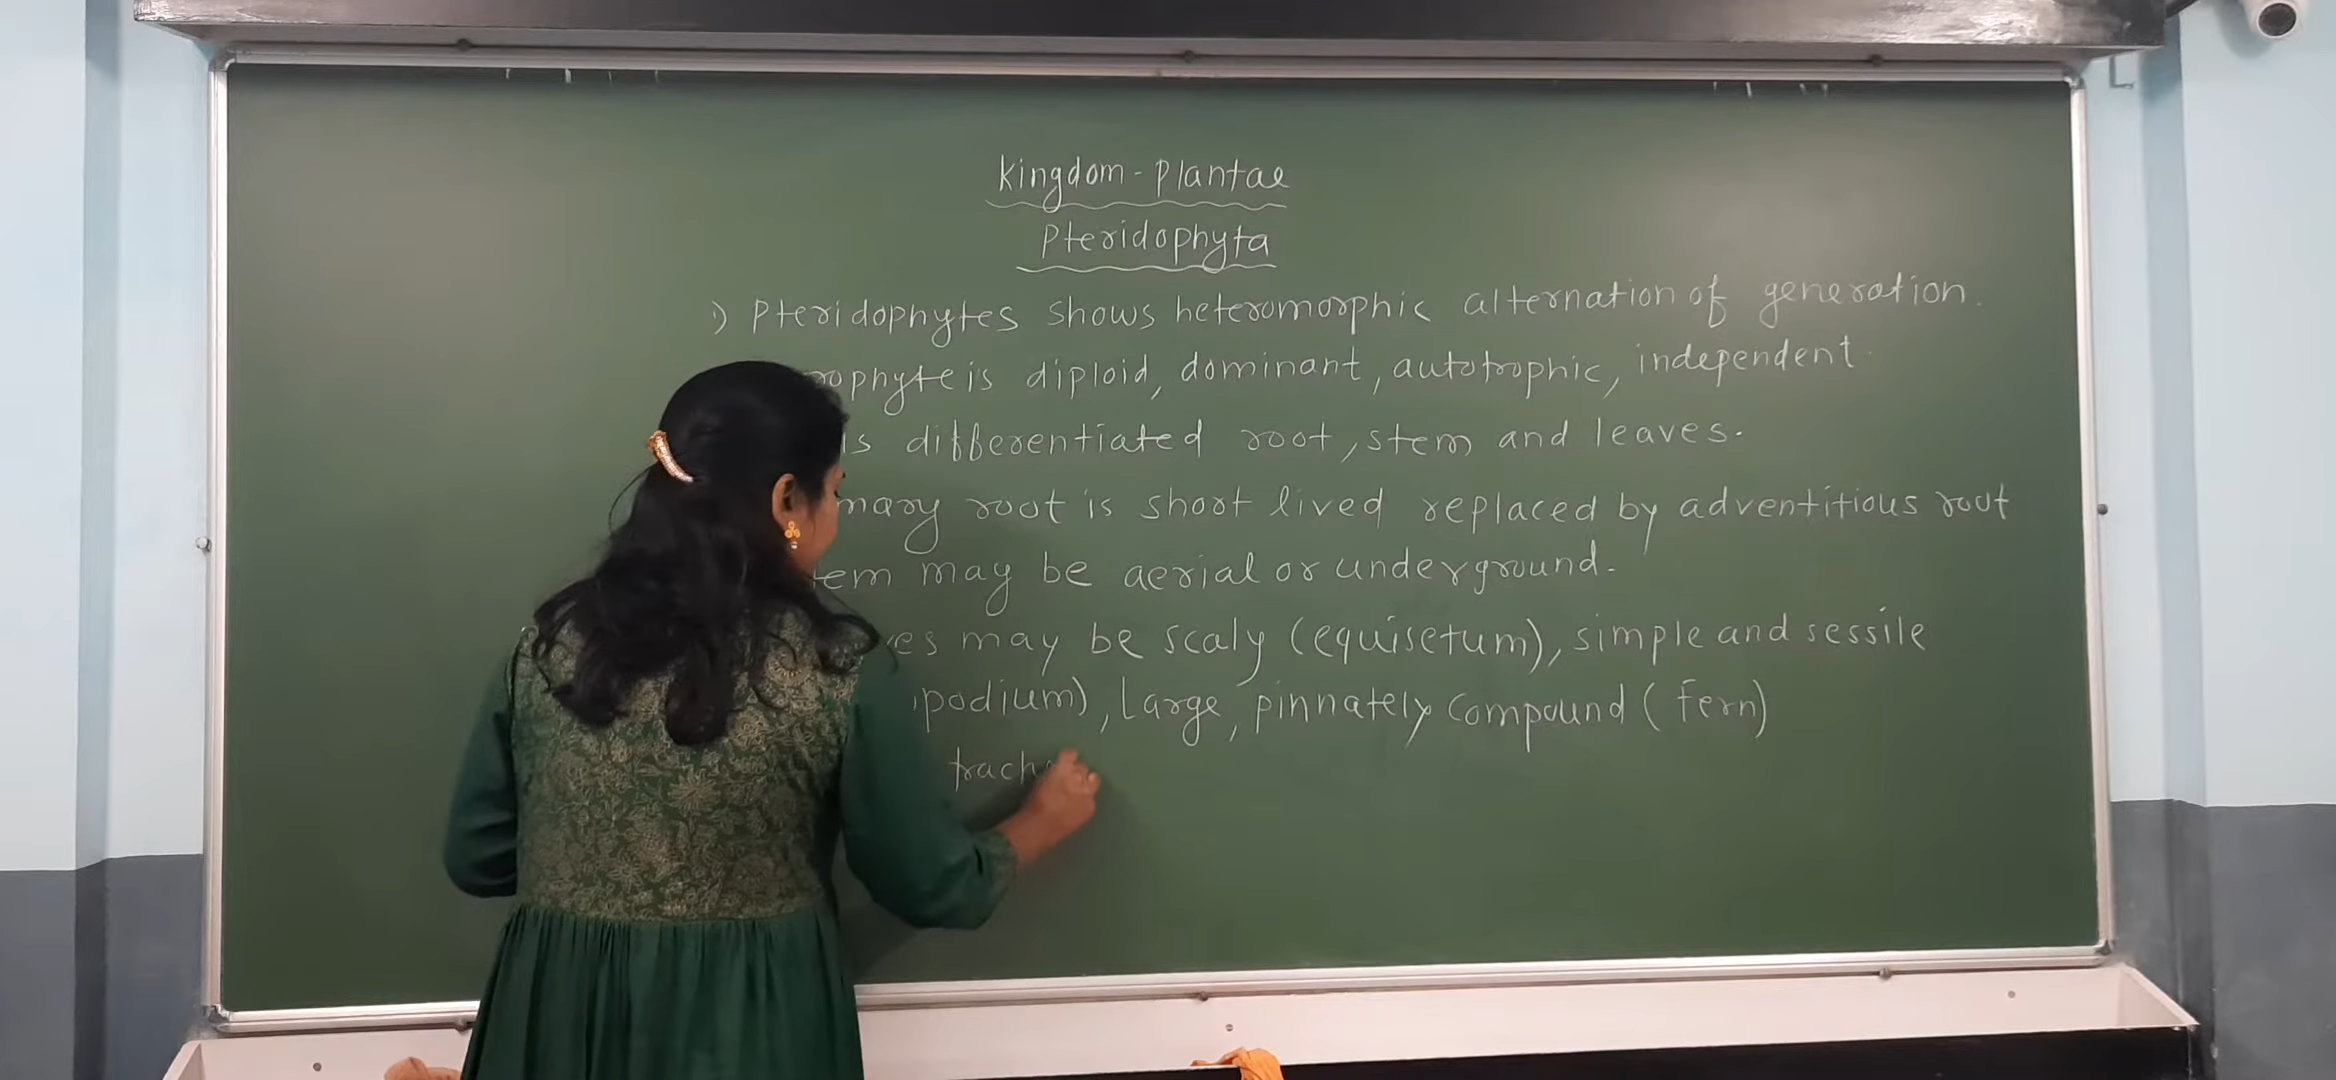 Kingdom - Plantae
Pteridophyta
1) Pteridophytes shows heteromorphic alternation of generation.
ophyte is diploid, dominant, autotrophic, independent
is differentiated root, stem and leaves.
mary root is short lived replaced by adventitious root
tem may be aerial or underground.
es may be scaly (equisetum), simple and sessile
podium), Large, pinnately compound (fern)
trach